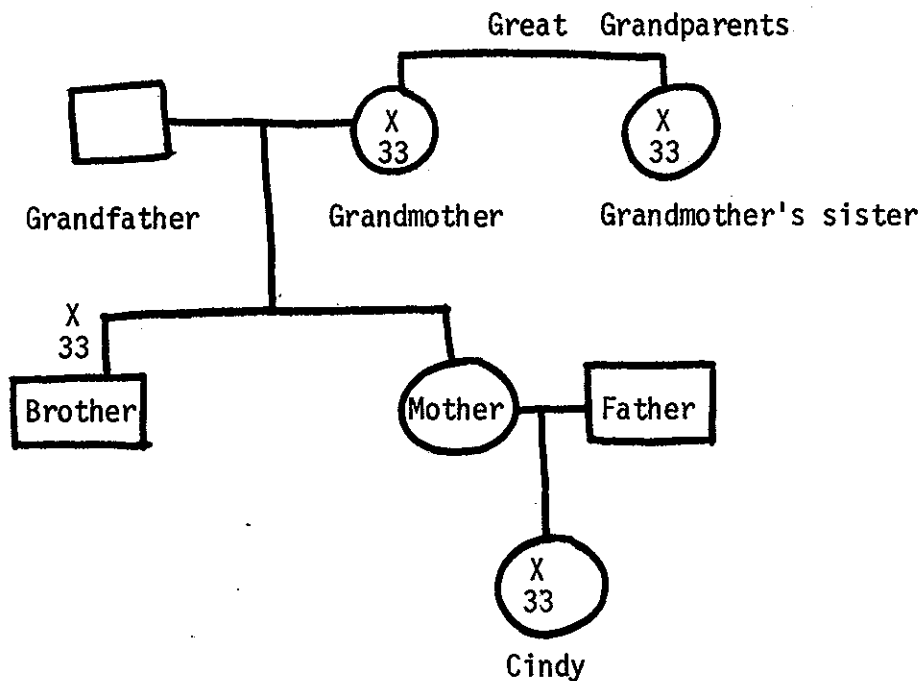 Great Grandparents
X X
33 33
Grandfather Grandmother Grandmother's sister
X
33
Brother Mother Father
X
33
Cindy